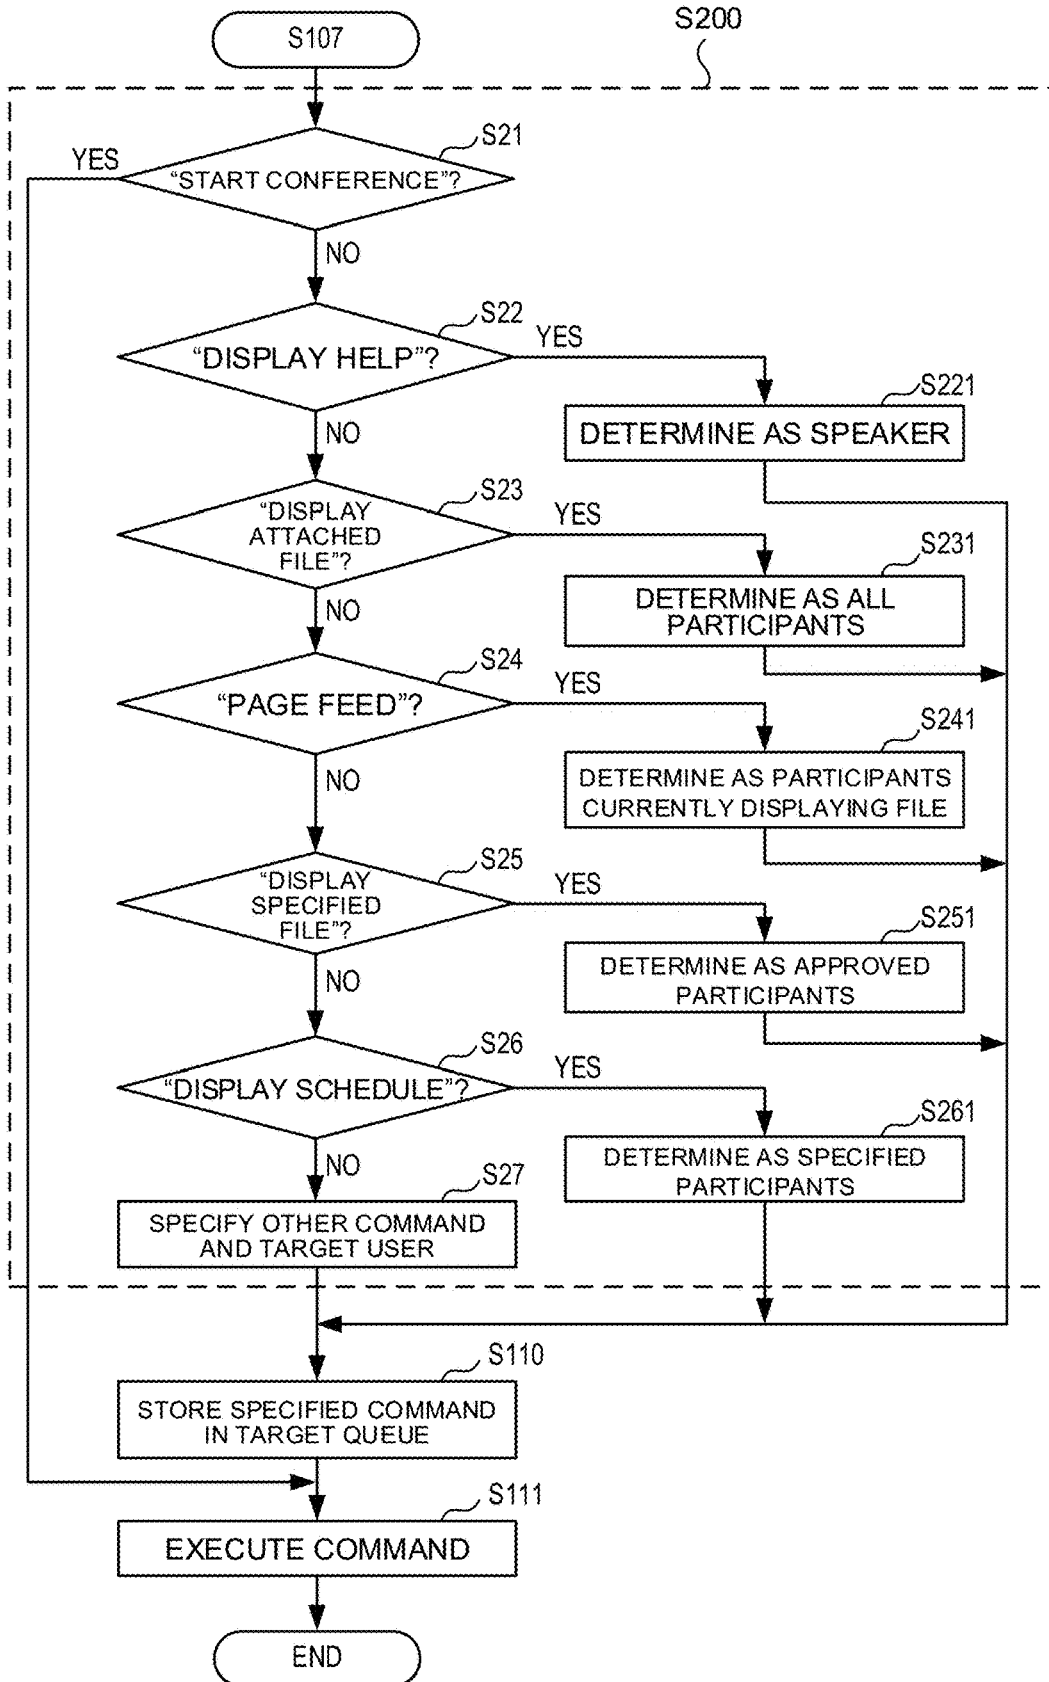 S107
S200
S21
YES
"START CONFERENCE"?
NO
S22
YES
"DISPLAY HELP"?
S221
DETERMINE AS SPEAKER
NO
S23
YES
"DISPLAY
ATTACHED
FILE"?
S231
DETERMINE AS ALL
PARTICIPANTS
NO
S24
YES
"PAGE FEED"?
S241
DETERMINE AS PARTICIPANTS
CURRENTLY DISPLAYING FILE
NO
S25
YES
"DISPLAY
SPECIFIED
FILE"?
S251
DETERMINE AS APPROVED
PARTICIPANTS
NO
S26
YES
"DISPLAY SCHEDULE"?
S261
DETERMINE AS SPECIFIED
PARTICIPANTS
NO
S27
SPECIFY OTHER COMMAND
AND TARGET USER
S110
STORE SPECIFIED COMMAND
IN TARGET QUEUE
S111
EXECUTE COMMAND
END